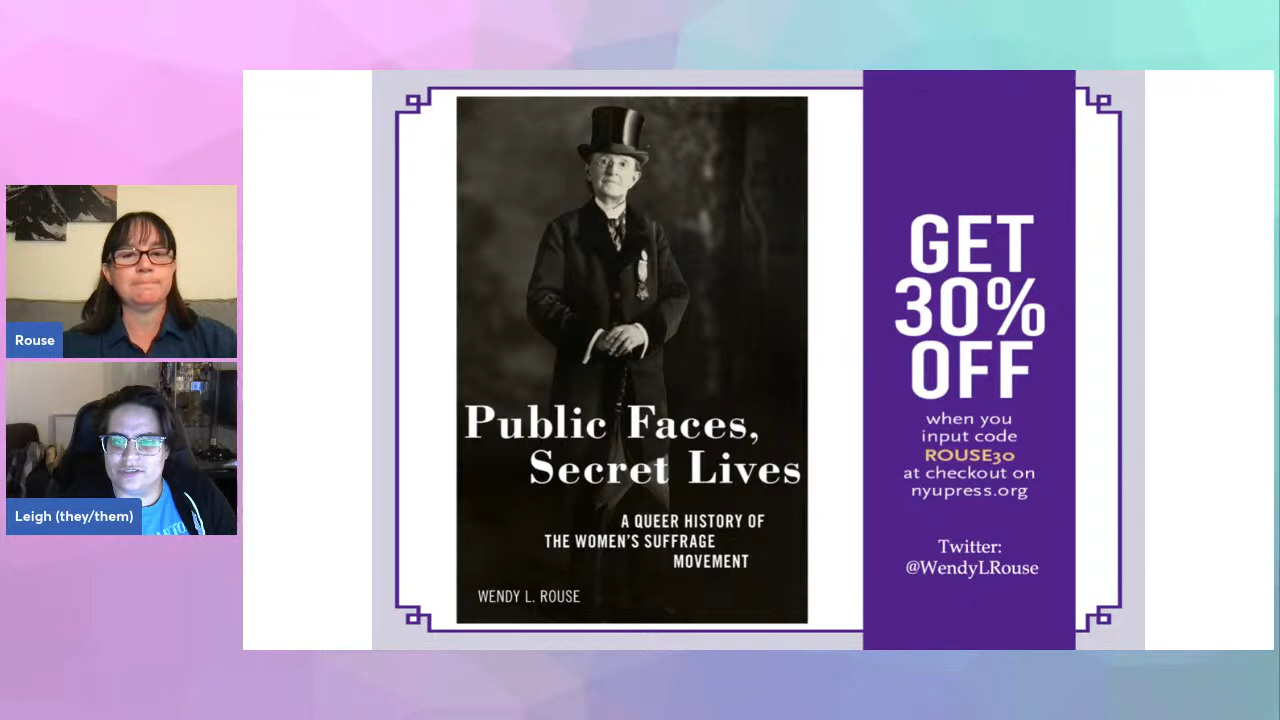 Rouse
Leigh (they/them)
Public Faces,
Secret Lives
A QUEER HISTORY OF
THE WOMEN'S SUFFRAGE
MOVEMENT
WENDY L. ROUSE
GET
30%
OFF
when you
input code
ROUSE30
at checkout on
nyupress.org
Twitter:
@WendyLRouse